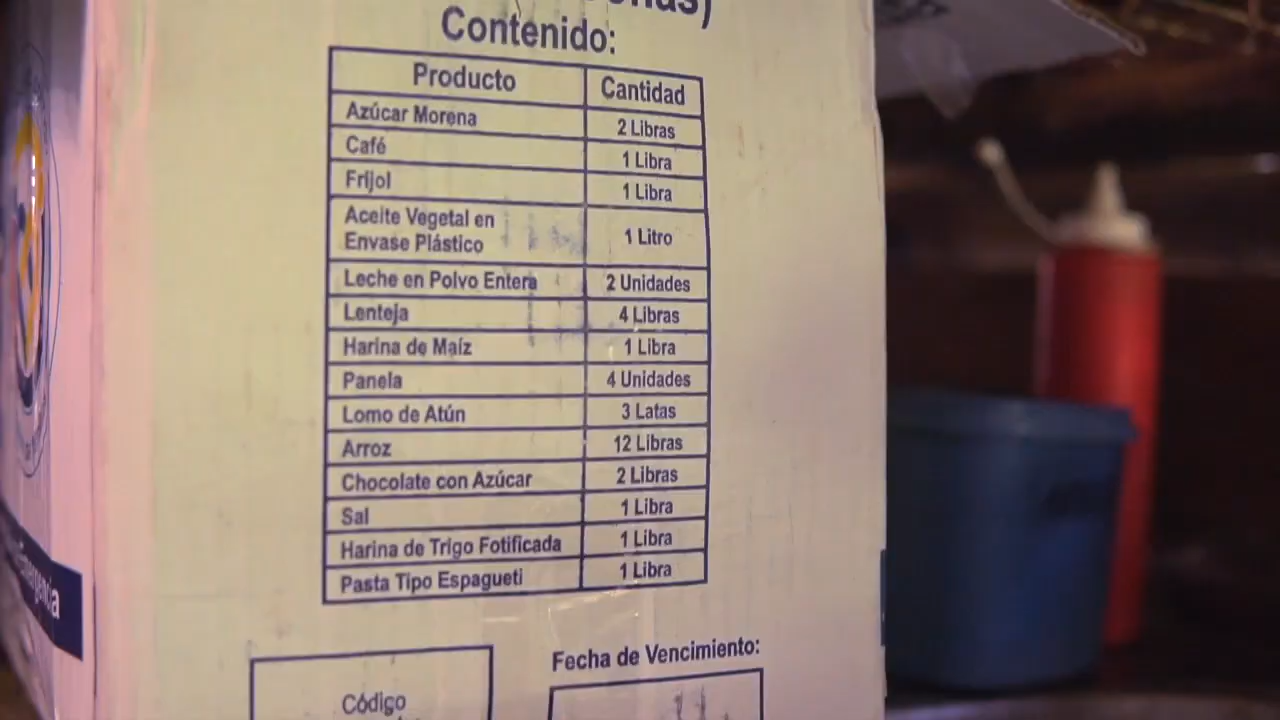 Contenido:
Producto Cantidad
Azúcar Morena 2 Libras
Café 1 Libra
Frijol 1 Libra
Aceite Vegetal en
Envase Plástico 1 Litro
Leche en Polvo Entera 2 Unidades
Lenteja 4 Libras
Harina de Maíz 1 Libra
Panela 4 Unidades
Lomo de Atún 3 Latas
Arroz 12 Libras
Chocolate con Azúcar 2 Libras
Sal 1 Libra
Harina de Trigo Fotificada 1 Libra
Pasta Tipo Espagueti 1 Libra
Fecha de Vencimiento:
Código